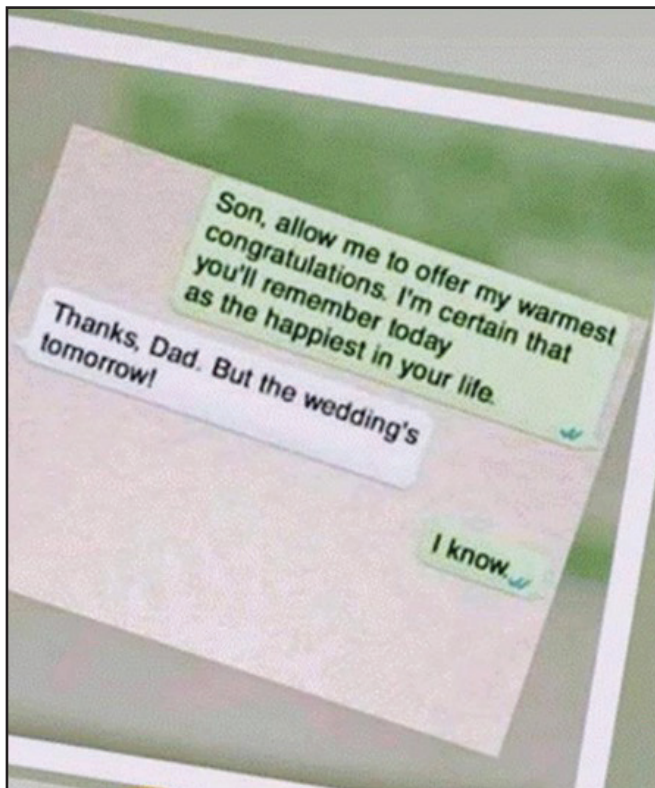 Son, allow me to offer my warmest
congratulations. I'm certain that
you'll remember today
as the happiest in your life.
Thanks, Dad. But the wedding's
tomorrow!
I know.